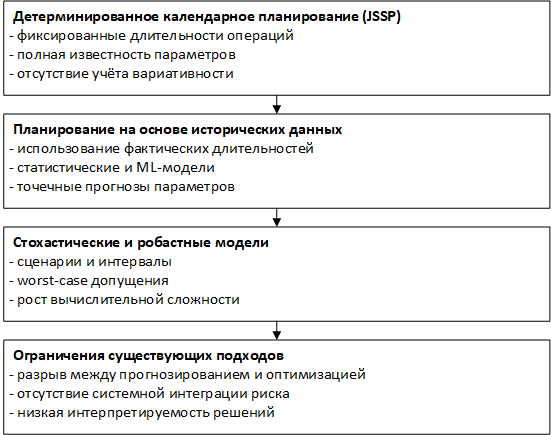 Детерминированное календарное планирование (JSSP)
- фиксированные длительности операций
- полная известность параметров
- отсутствие учёта вариативности
Планирование на основе исторических данных
- использование фактических длительностей
- статистические и ML-модели
- точечные прогнозы параметров
Стохастические и робастные модели
- сценарии и интервалы
- worst-case допущения
- рост вычислительной сложности
Ограничения существующих подходов
- разрыв между прогнозированием и оптимизацией
- отсутствие системной интеграции риска
- низкая интерпретируемость решений